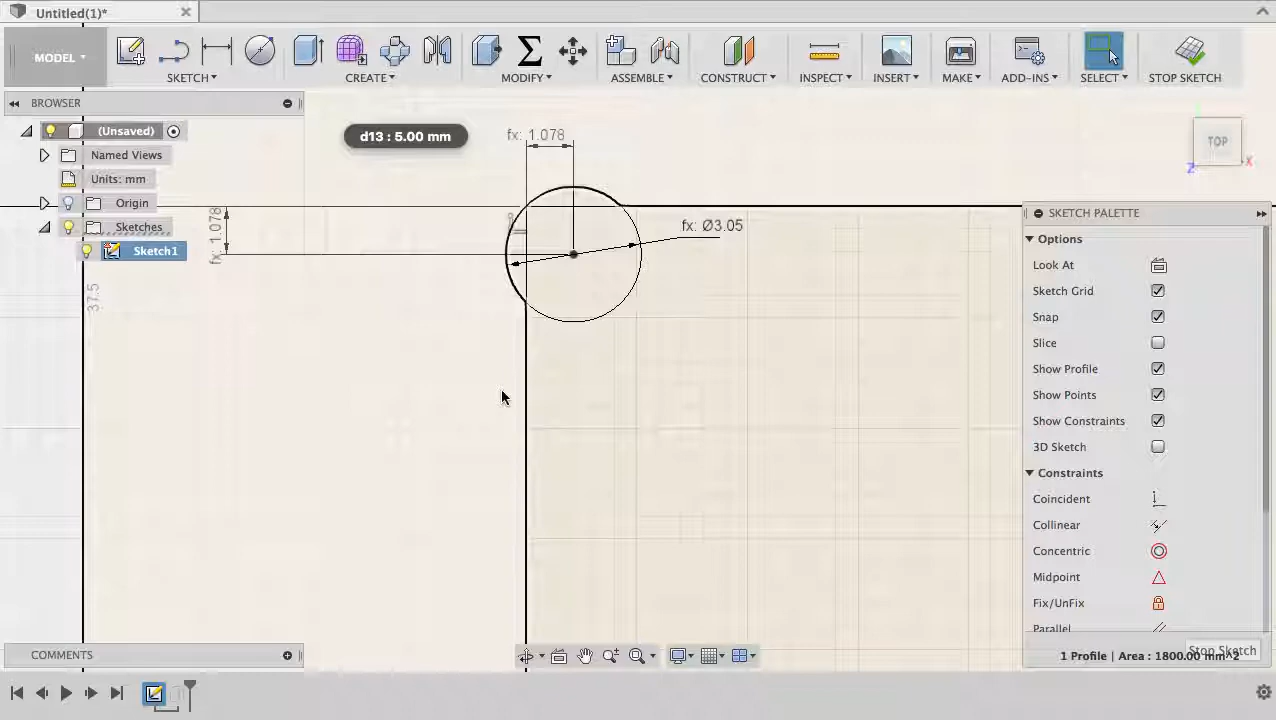 Untitled(1)*
MODEL
SKETCH
CREATE
MODIFY
ASSEMBLE
CONSTRUCT
INSPECT
INSERT
MAKE
ADD-INS
SELECT
STOP SKETCH
BROWSER
(Unsaved)
Named Views
Units: mm
Origin
Sketches
Sketch1
d13 : 5.00 mm
fx: 1.078
fx: 1.078
fx: Ø3.05
37.5
TOP
X
Z
SKETCH PALETTE
Options
Look At
Sketch Grid
Snap
Slice
Show Profile
Show Points
Show Constraints
3D Sketch
Constraints
Coincident
Collinear
Concentric
Midpoint
Fix/UnFix
Parallel
Stop Sketch
1 Profile | Area : 1800.00 mm^2
COMMENTS